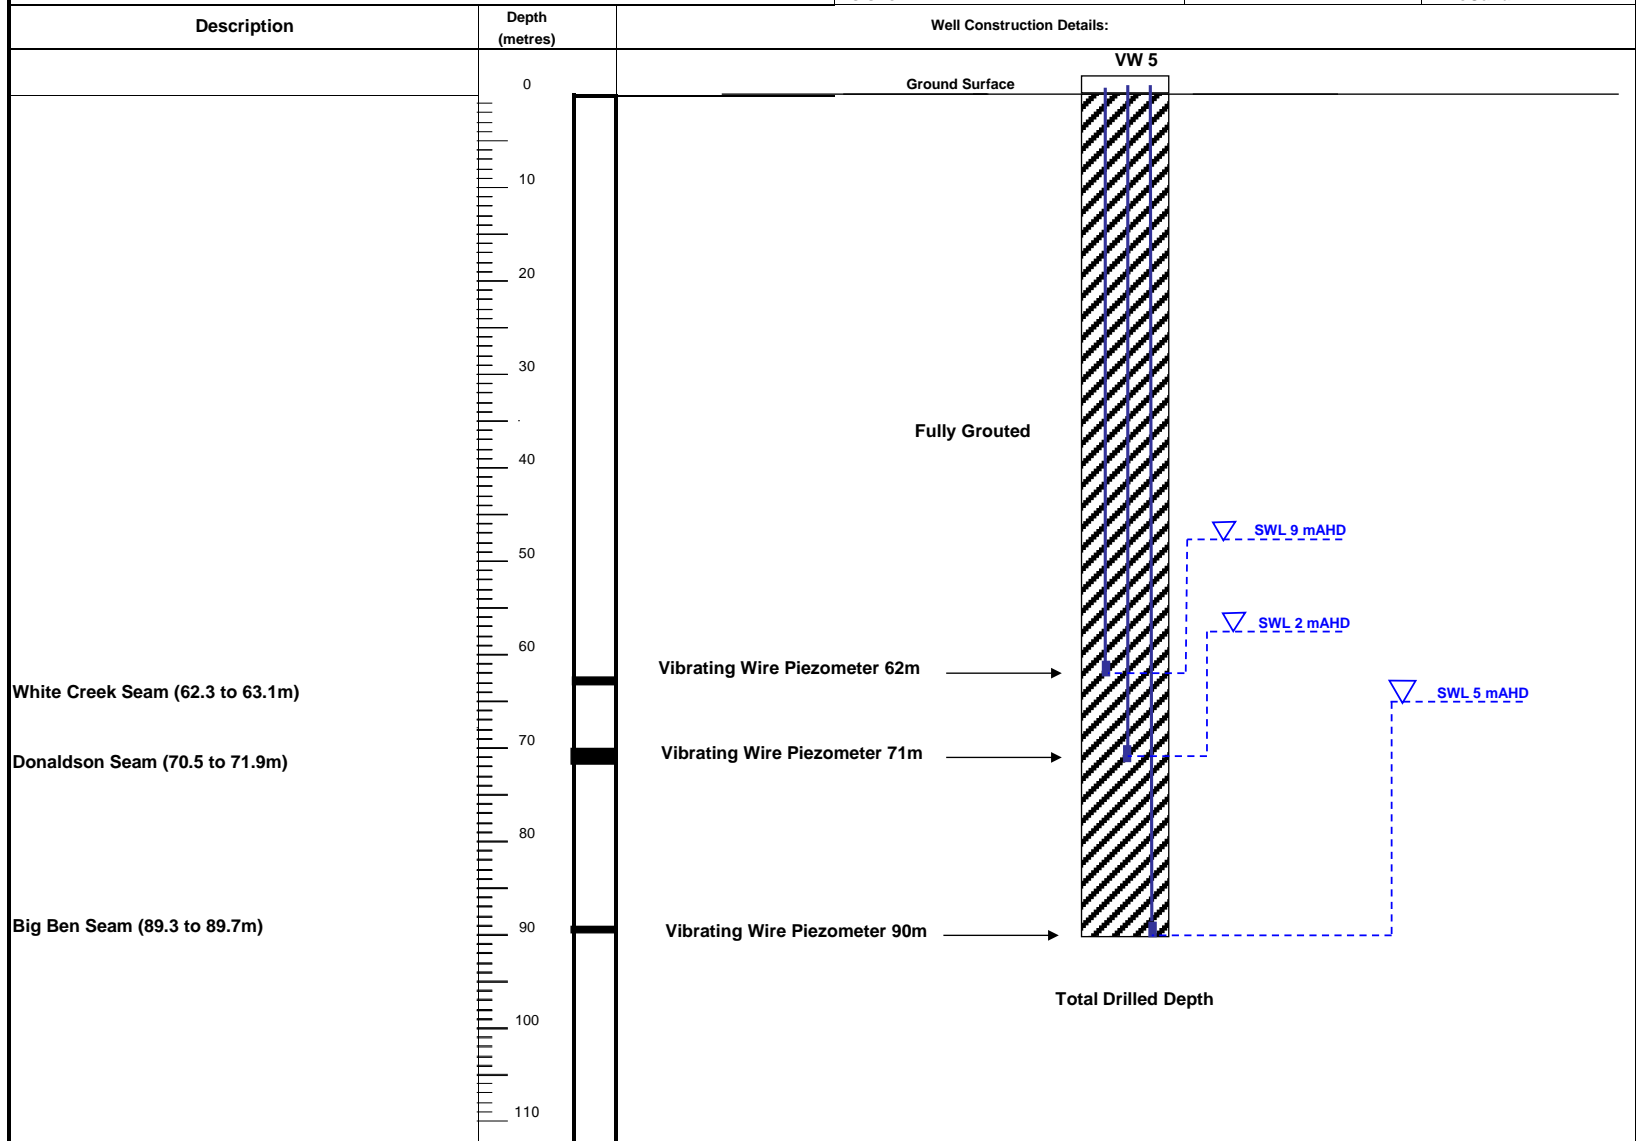 Description
Depth
(metres)
Well Construction Details:
VW 5
0
Ground Surface
10
20
30
Fully Grouted
40
SWL 9 mAHD
50
SWL 2 mAHD
60
Vibrating Wire Piezometer 62m
White Creek Seam (62.3 to 63.1m)
SWL 5 mAHD
70
Vibrating Wire Piezometer 71m
Donaldson Seam (70.5 to 71.9m)
80
Big Ben Seam (89.3 to 89.7m)
90
Vibrating Wire Piezometer 90m
Total Drilled Depth
100
110